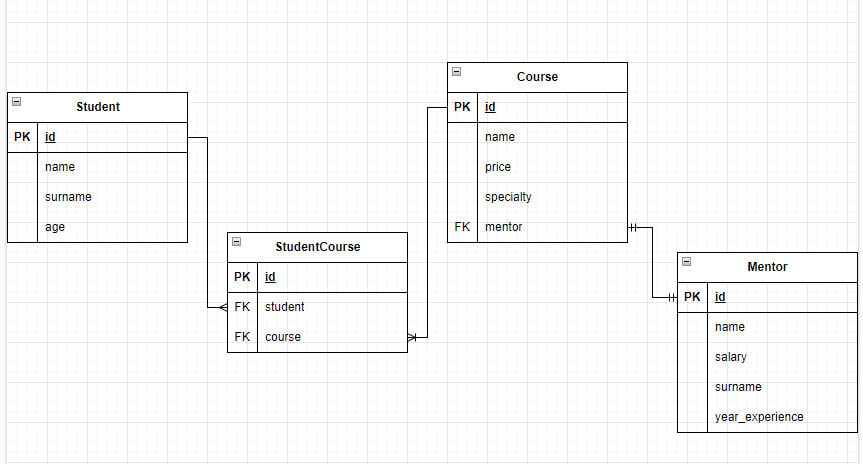 Student
PK id
name
surname
age
StudentCourse
PK id
FK student
FK course
Course
PK id
name
price
specialty
FK mentor
Mentor
PK id
name
salary
surname
year_experience